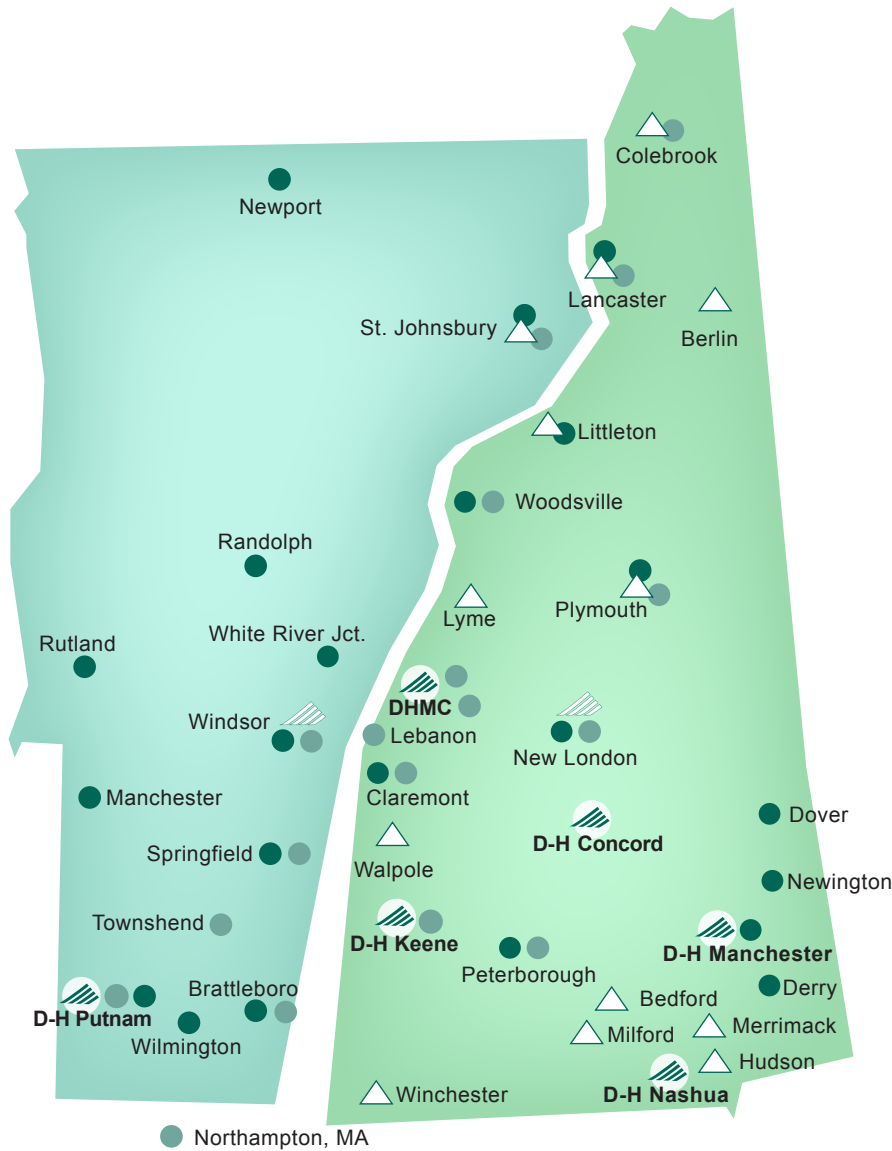 Colebrook
Newport
Lancaster
St. Johnsbury
Berlin
Littleton
Woodsville
Randolph
Lyme
Plymouth
White River Jct.
Rutland
DHMC
Windsor
Lebanon
New London
Manchester
Claremont
Dover
D-H Concord
Springfield
Walpole
Newington
Townshend
D-H Keene
D-H Manchester
Peterborough
Brattleboro
Derry
Bedford
D-H Putnam
Merrimack
Milford
Wilmington
Hudson
D-H Nashua
Winchester
Northampton, MA